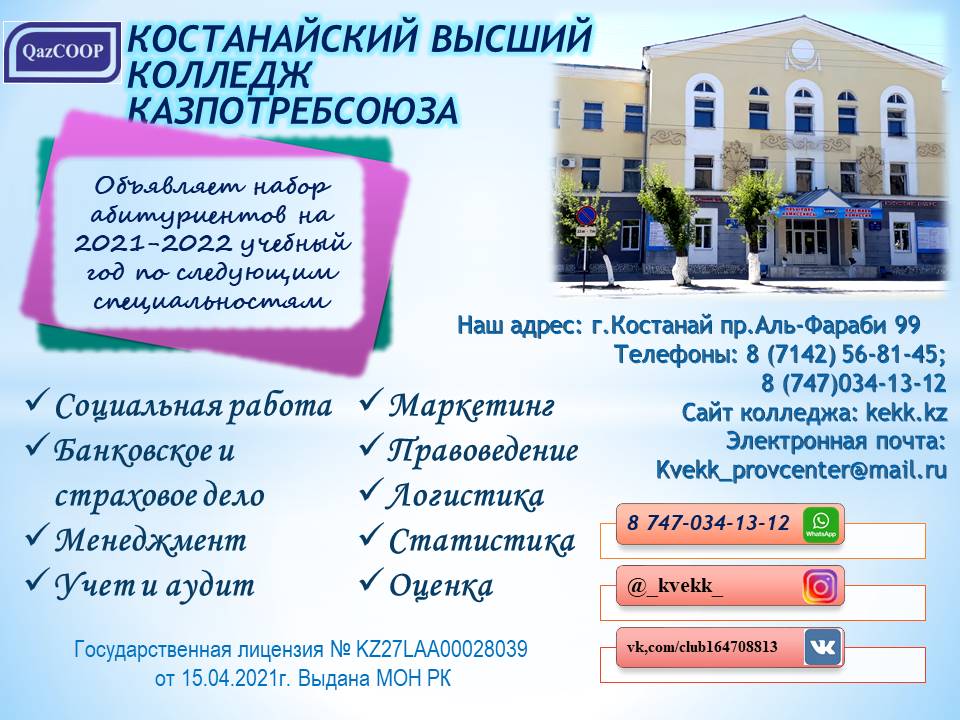 QazCOOP
КОСТАНАЙСКИЙ ВЫСШИЙ
КОЛЛЕДЖ
КАЗПОТРЕБСОЮЗА
Объявляет набор
абитуриентов на
2021-2022 учебный
год по следующим
специальностям
Наш адрес: г.Костанай пр.Аль-Фараби 99
Телефоны: 8 (7142) 56-81-45;
8 (747)034-13-12
Сайт колледжа: kekk.kz
Электронная почта:
Kvekk_provcenter@mail.ru
Социальная работа
Банковское и
страховое дело
Менеджмент
Учет и аудит
Маркетинг
Правоведение
Логистика
Статистика
Оценка
8 747-034-13-12
WhatsApp
@_kvekk_
vk,com/club164708813
Государственная лицензия № KZ27LAA00028039
от 15.04.2021г. Выдана МОН РК